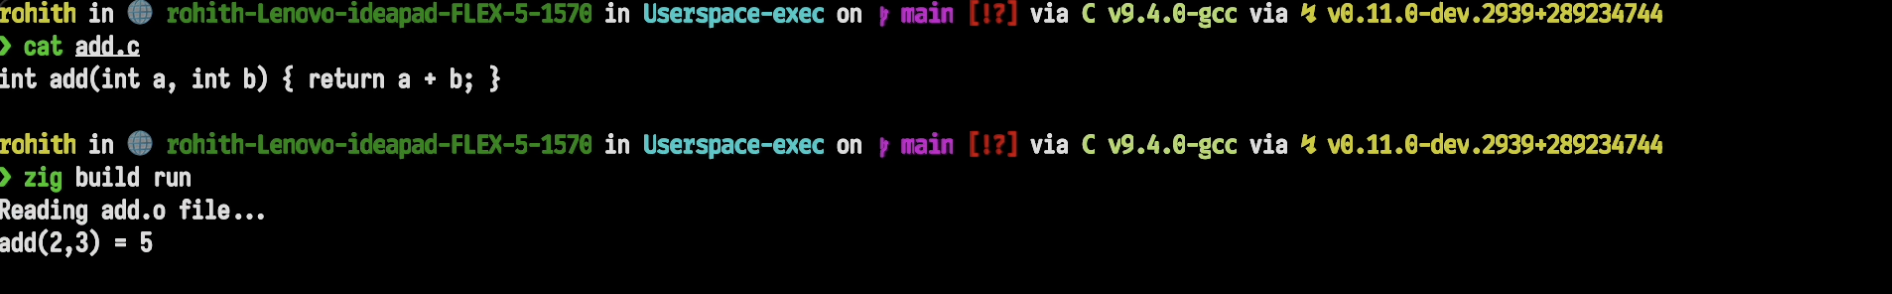 rohith in 🌐 rohith-Lenovo-ideapad-FLEX-5-1570 in Userspace-exec on main [!?] via C v9.4.0-gcc via ↯ v0.11.0-dev.2939+289234744
❯ cat add.c
int add(int a, int b) { return a + b; }
rohith in 🌐 rohith-Lenovo-ideapad-FLEX-5-1570 in Userspace-exec on main [!?] via C v9.4.0-gcc via ↯ v0.11.0-dev.2939+289234744
❯ zig build run
Reading add.o file...
add(2,3) = 5